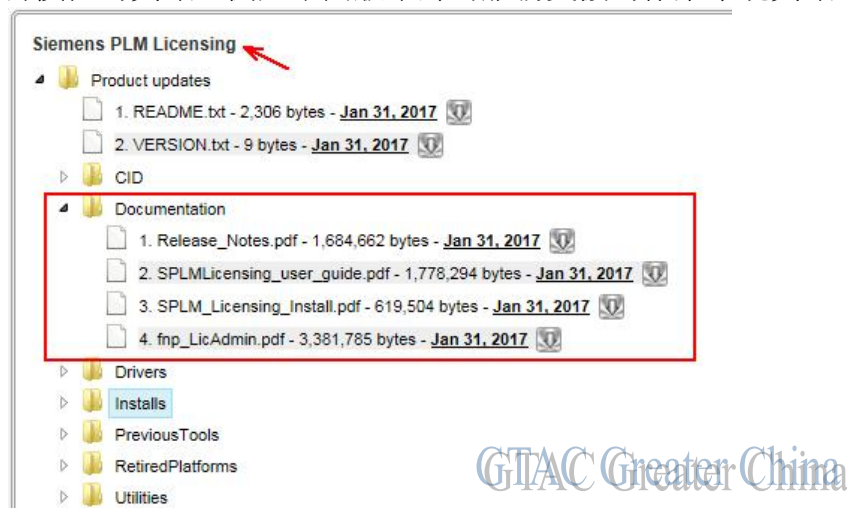 Siemens PLM Licensing
Product updates
1. README.txt - 2,306 bytes - Jan 31, 2017
2. VERSION.txt - 9 bytes - Jan 31, 2017
CID
Documentation
1. Release_Notes.pdf - 1,684,662 bytes - Jan 31, 2017
2. SPLMLicensing_user_guide.pdf - 1,778,294 bytes - Jan 31, 2017
3. SPLM_Licensing_Install.pdf - 619,504 bytes - Jan 31, 2017
4. fnp_LicAdmin.pdf - 3,381,785 bytes - Jan 31, 2017
Drivers
Installs
PreviousTools
RetiredPlatforms
Utilities
GTAC Greater China